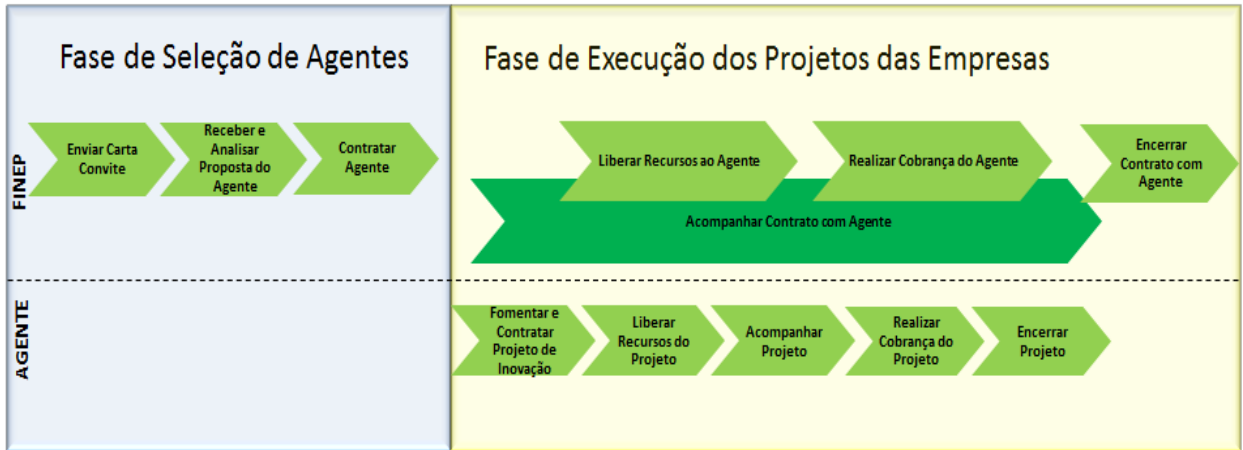 Fase de Seleção de Agentes
Fase de Execução dos Projetos das Empresas
FINEP
Enviar Carta
Convite
Receber e
Analisar
Proposta do
Agente
Contratar
Agente
Liberar Recursos ao Agente
Realizar Cobrança do Agente
Encerrar
Contrato com
Agente
Acompanhar Contrato com Agente
AGENTE
Fomentar e
Contratar
Projeto de
Inovação
Liberar
Recursos do
Projeto
Acompanhar
Projeto
Realizar
Cobrança do
Projeto
Encerrar
Projeto